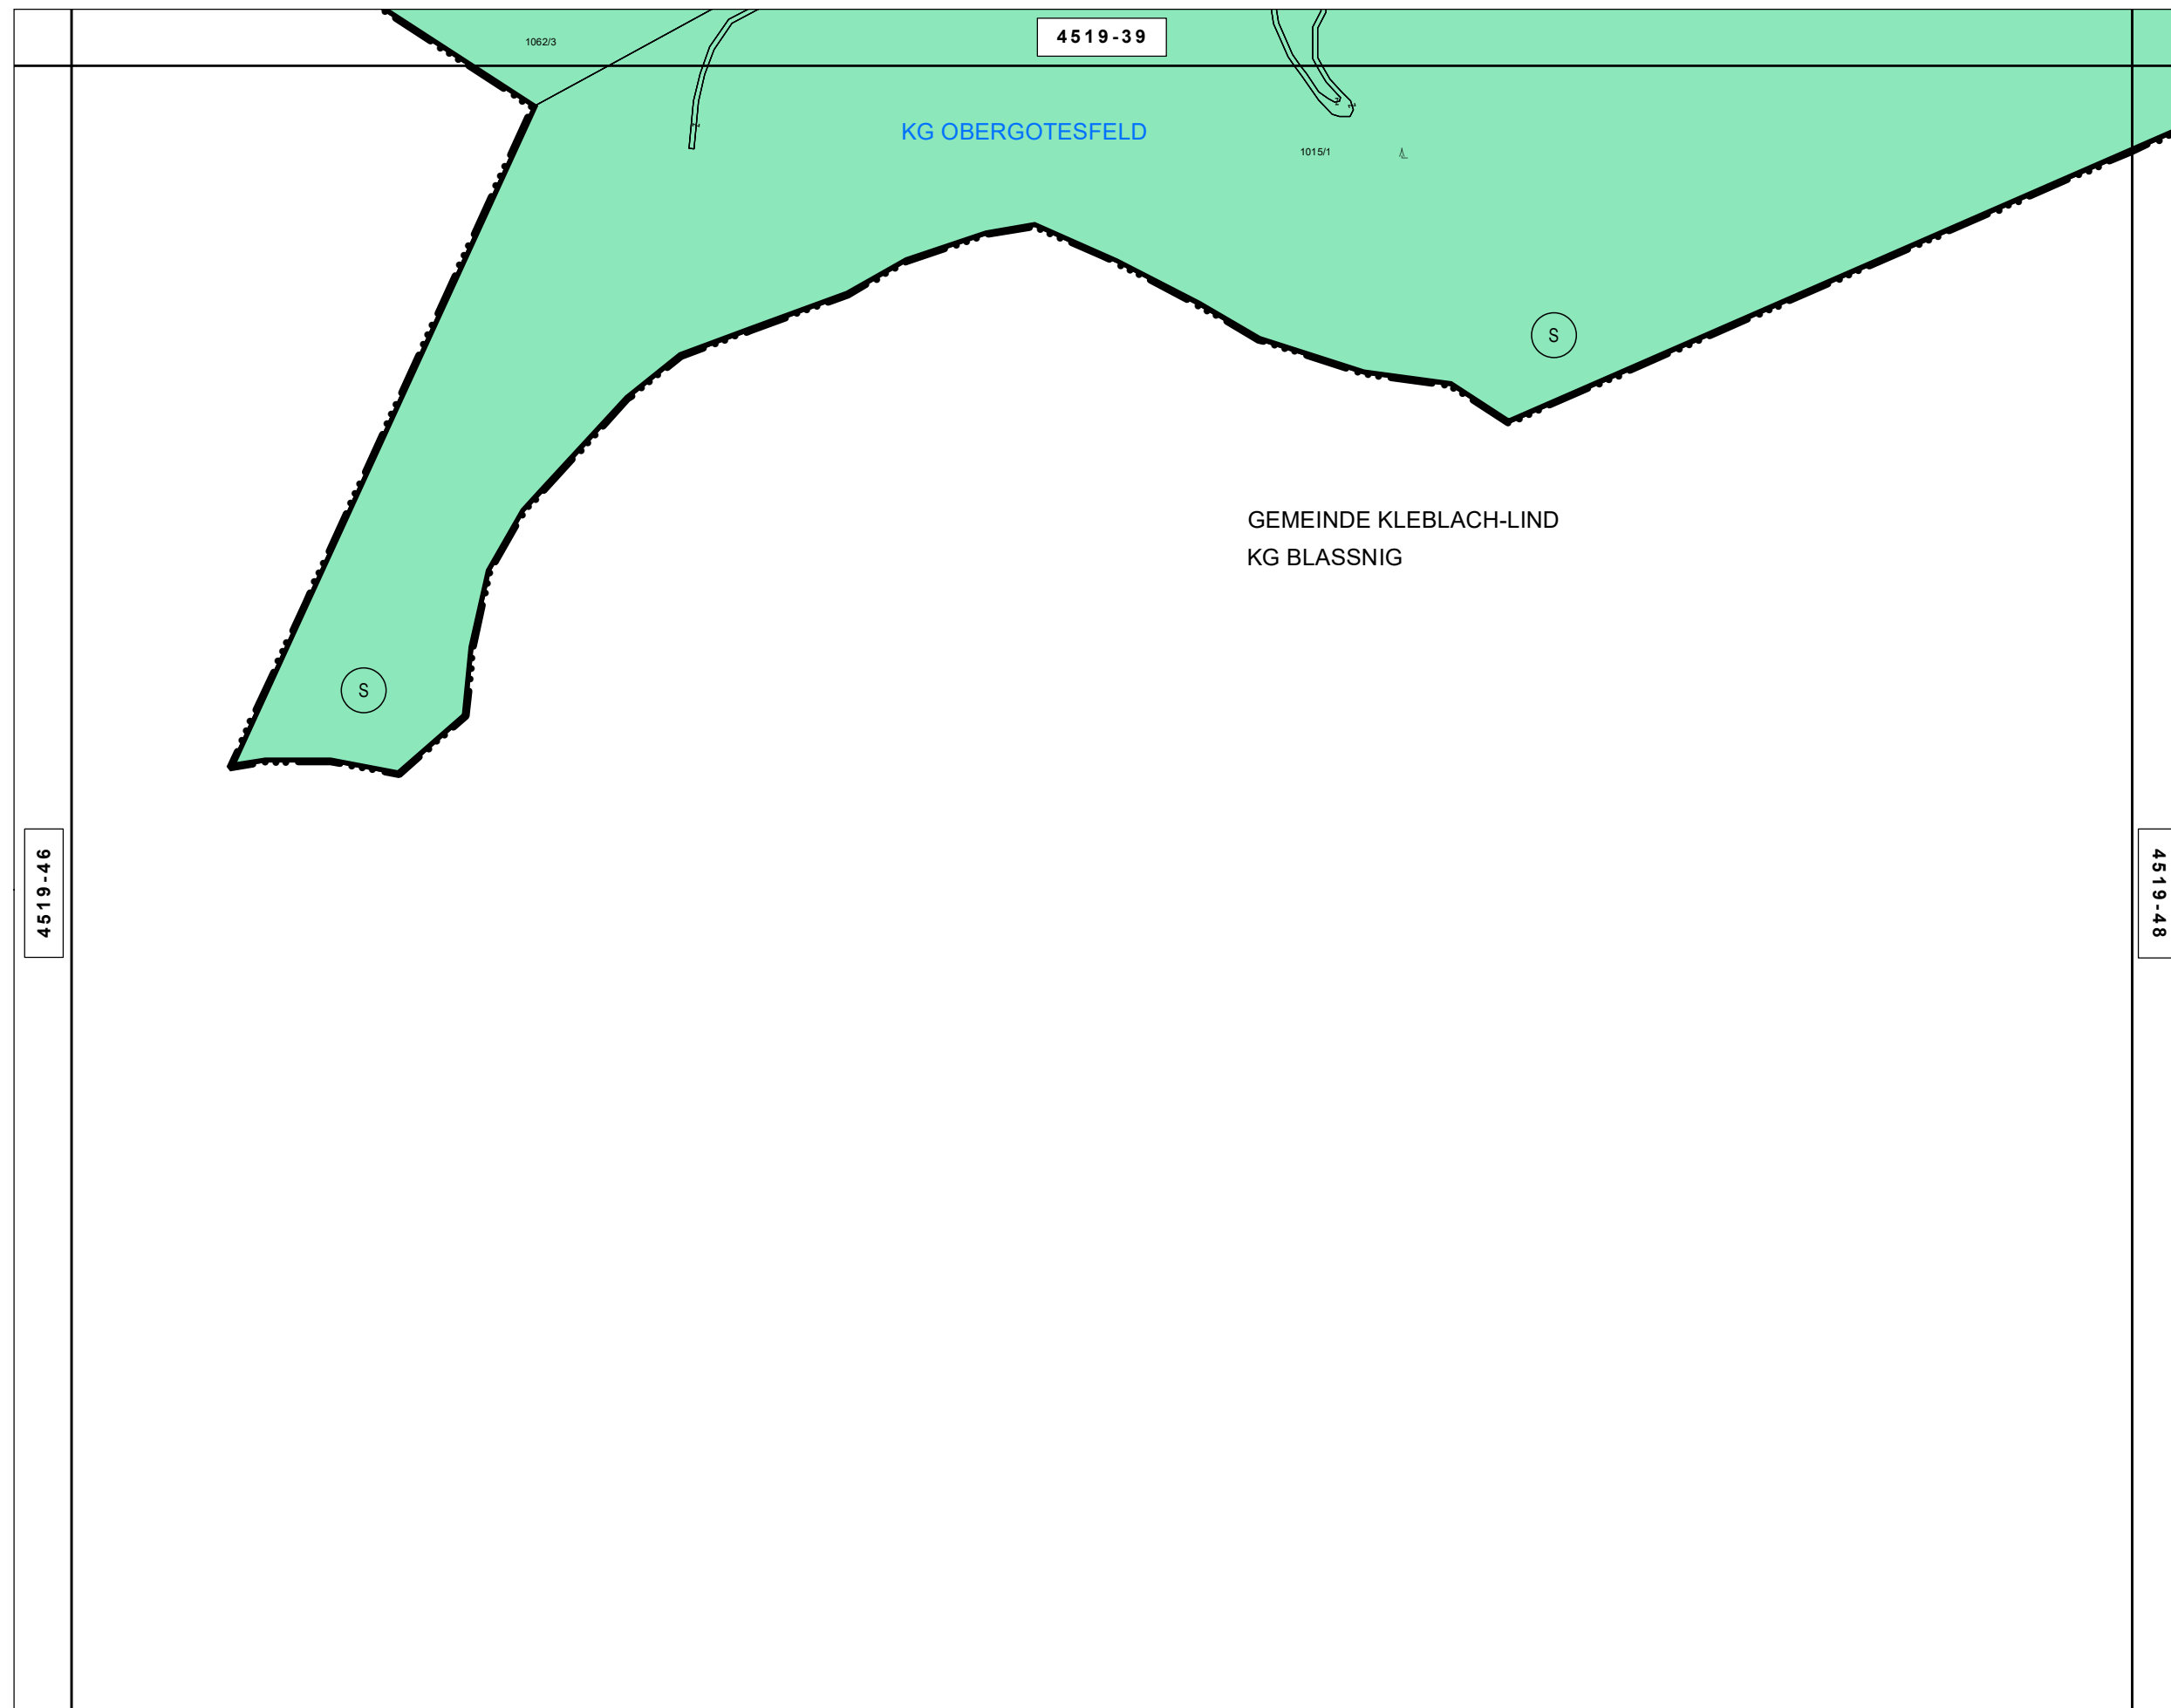 1062/3
4519-39
KG OBERGOTESFELD
1015/1
S
GEMEINDE KLEBLACH-LIND
KG BLASSNIG
S
4519-46
4519-48